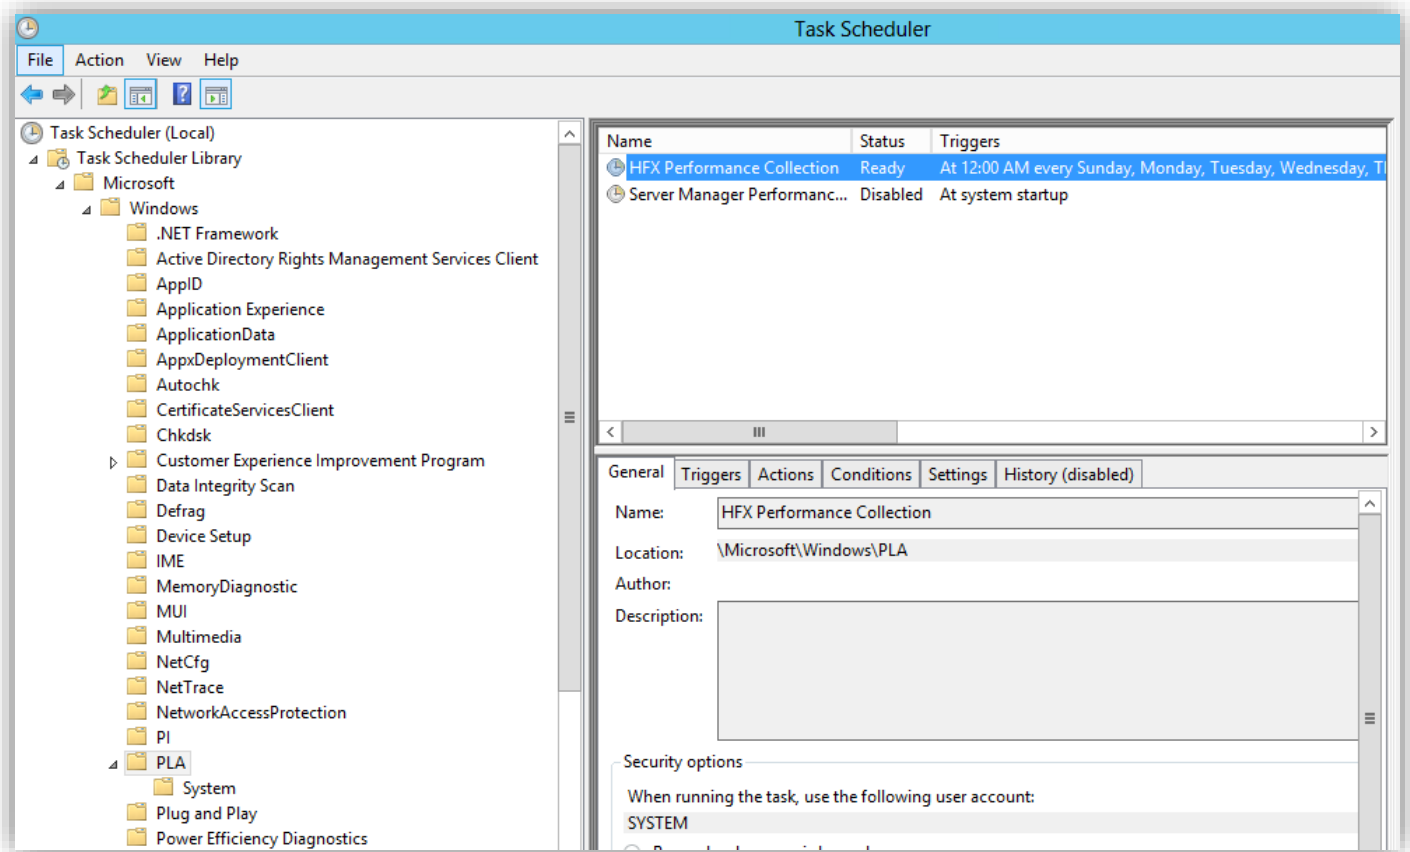 Task Scheduler
File Action View Help
Task Scheduler (Local)
Task Scheduler Library
Microsoft
Windows
.NET Framework
Active Directory Rights Management Services Client
AppID
Application Experience
ApplicationData
AppxDeploymentClient
Autochk
CertificateServicesClient
Chkdsk
Customer Experience Improvement Program
Data Integrity Scan
Defrag
Device Setup
IME
MemoryDiagnostic
MUI
Multimedia
NetCfg
NetTrace
NetworkAccessProtection
PI
PLA
System
Plug and Play
Power Efficiency Diagnostics
Name Status Triggers
HFX Performance Collection Ready At 12:00 AM every Sunday, Monday, Tuesday, Wednesday,
Server Manager Performanc... Disabled At system startup
General Triggers Actions Conditions Settings History (disabled)
Name: HFX Performance Collection
Location: \Microsoft\Windows\PLA
Author:
Description:
Security options
When running the task, use the following user account:
SYSTEM